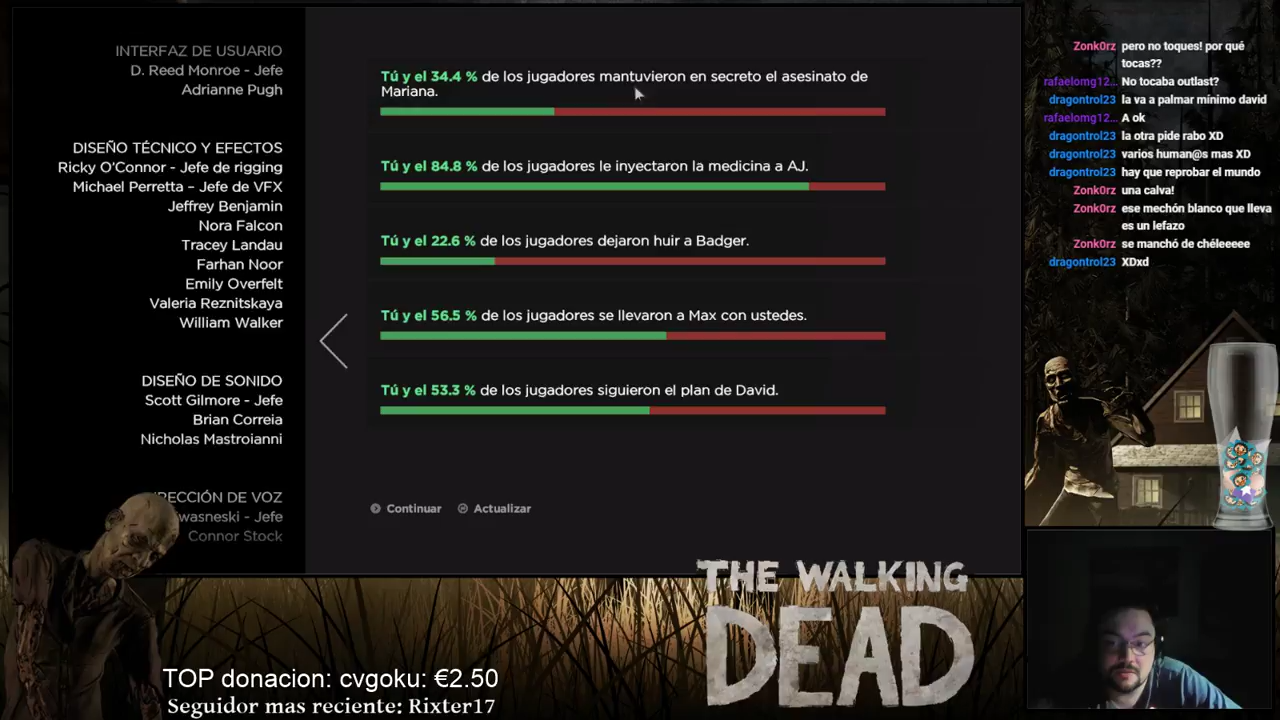 INTERFAZ DE USUARIO
D. Reed Monroe - Jefe
Adrianne Pugh
DISEÑO TÉCNICO Y EFECTOS
Ricky O'Connor - Jefe de rigging
Michael Perretta – Jefe de VFX
Jeffrey Benjamin
Nora Falcon
Tracey Landau
Farhan Noor
Emily Overfelt
Valeria Reznitskaya
William Walker
DISEÑO DE SONIDO
Scott Gilmore - Jefe
Brian Correia
Nicholas Mastroianni
RECCIÓN DE VOZ
wasneski - Jefe
Connor Stock
Tú y el 34.4 % de los jugadores mantuvieron en secreto el asesinato de
Mariana.
Tú y el 84.8 % de los jugadores le inyectaron la medicina a AJ.
Tú y el 22.6 % de los jugadores dejaron huir a Badger.
Tú y el 56.5 % de los jugadores se llevaron a Max con ustedes.
Tú y el 53.3 % de los jugadores siguieron el plan de David.
Continuar
Actualizar
Zonk0rz pero no toques! por qué
tocas??
rafaelomg12... No tocaba outlast?
dragontrol23 la va a palmar mínimo david
rafaelomg12... A ok
dragontrol23 la otra pide rabo XD
dragontrol23 varios human@s mas XD
dragontrol23 hay que reprobar el mundo
Zonk0rz una calva!
Zonk0rz ese mechón blanco que lleva
es un lefazo
Zonk0rz se manchó de chéleeeee
dragontrol23 XDxd
THE WALKING
DEAD
TOP donacion: cvgoku: €2.50
Seguidor mas reciente: Rixter17